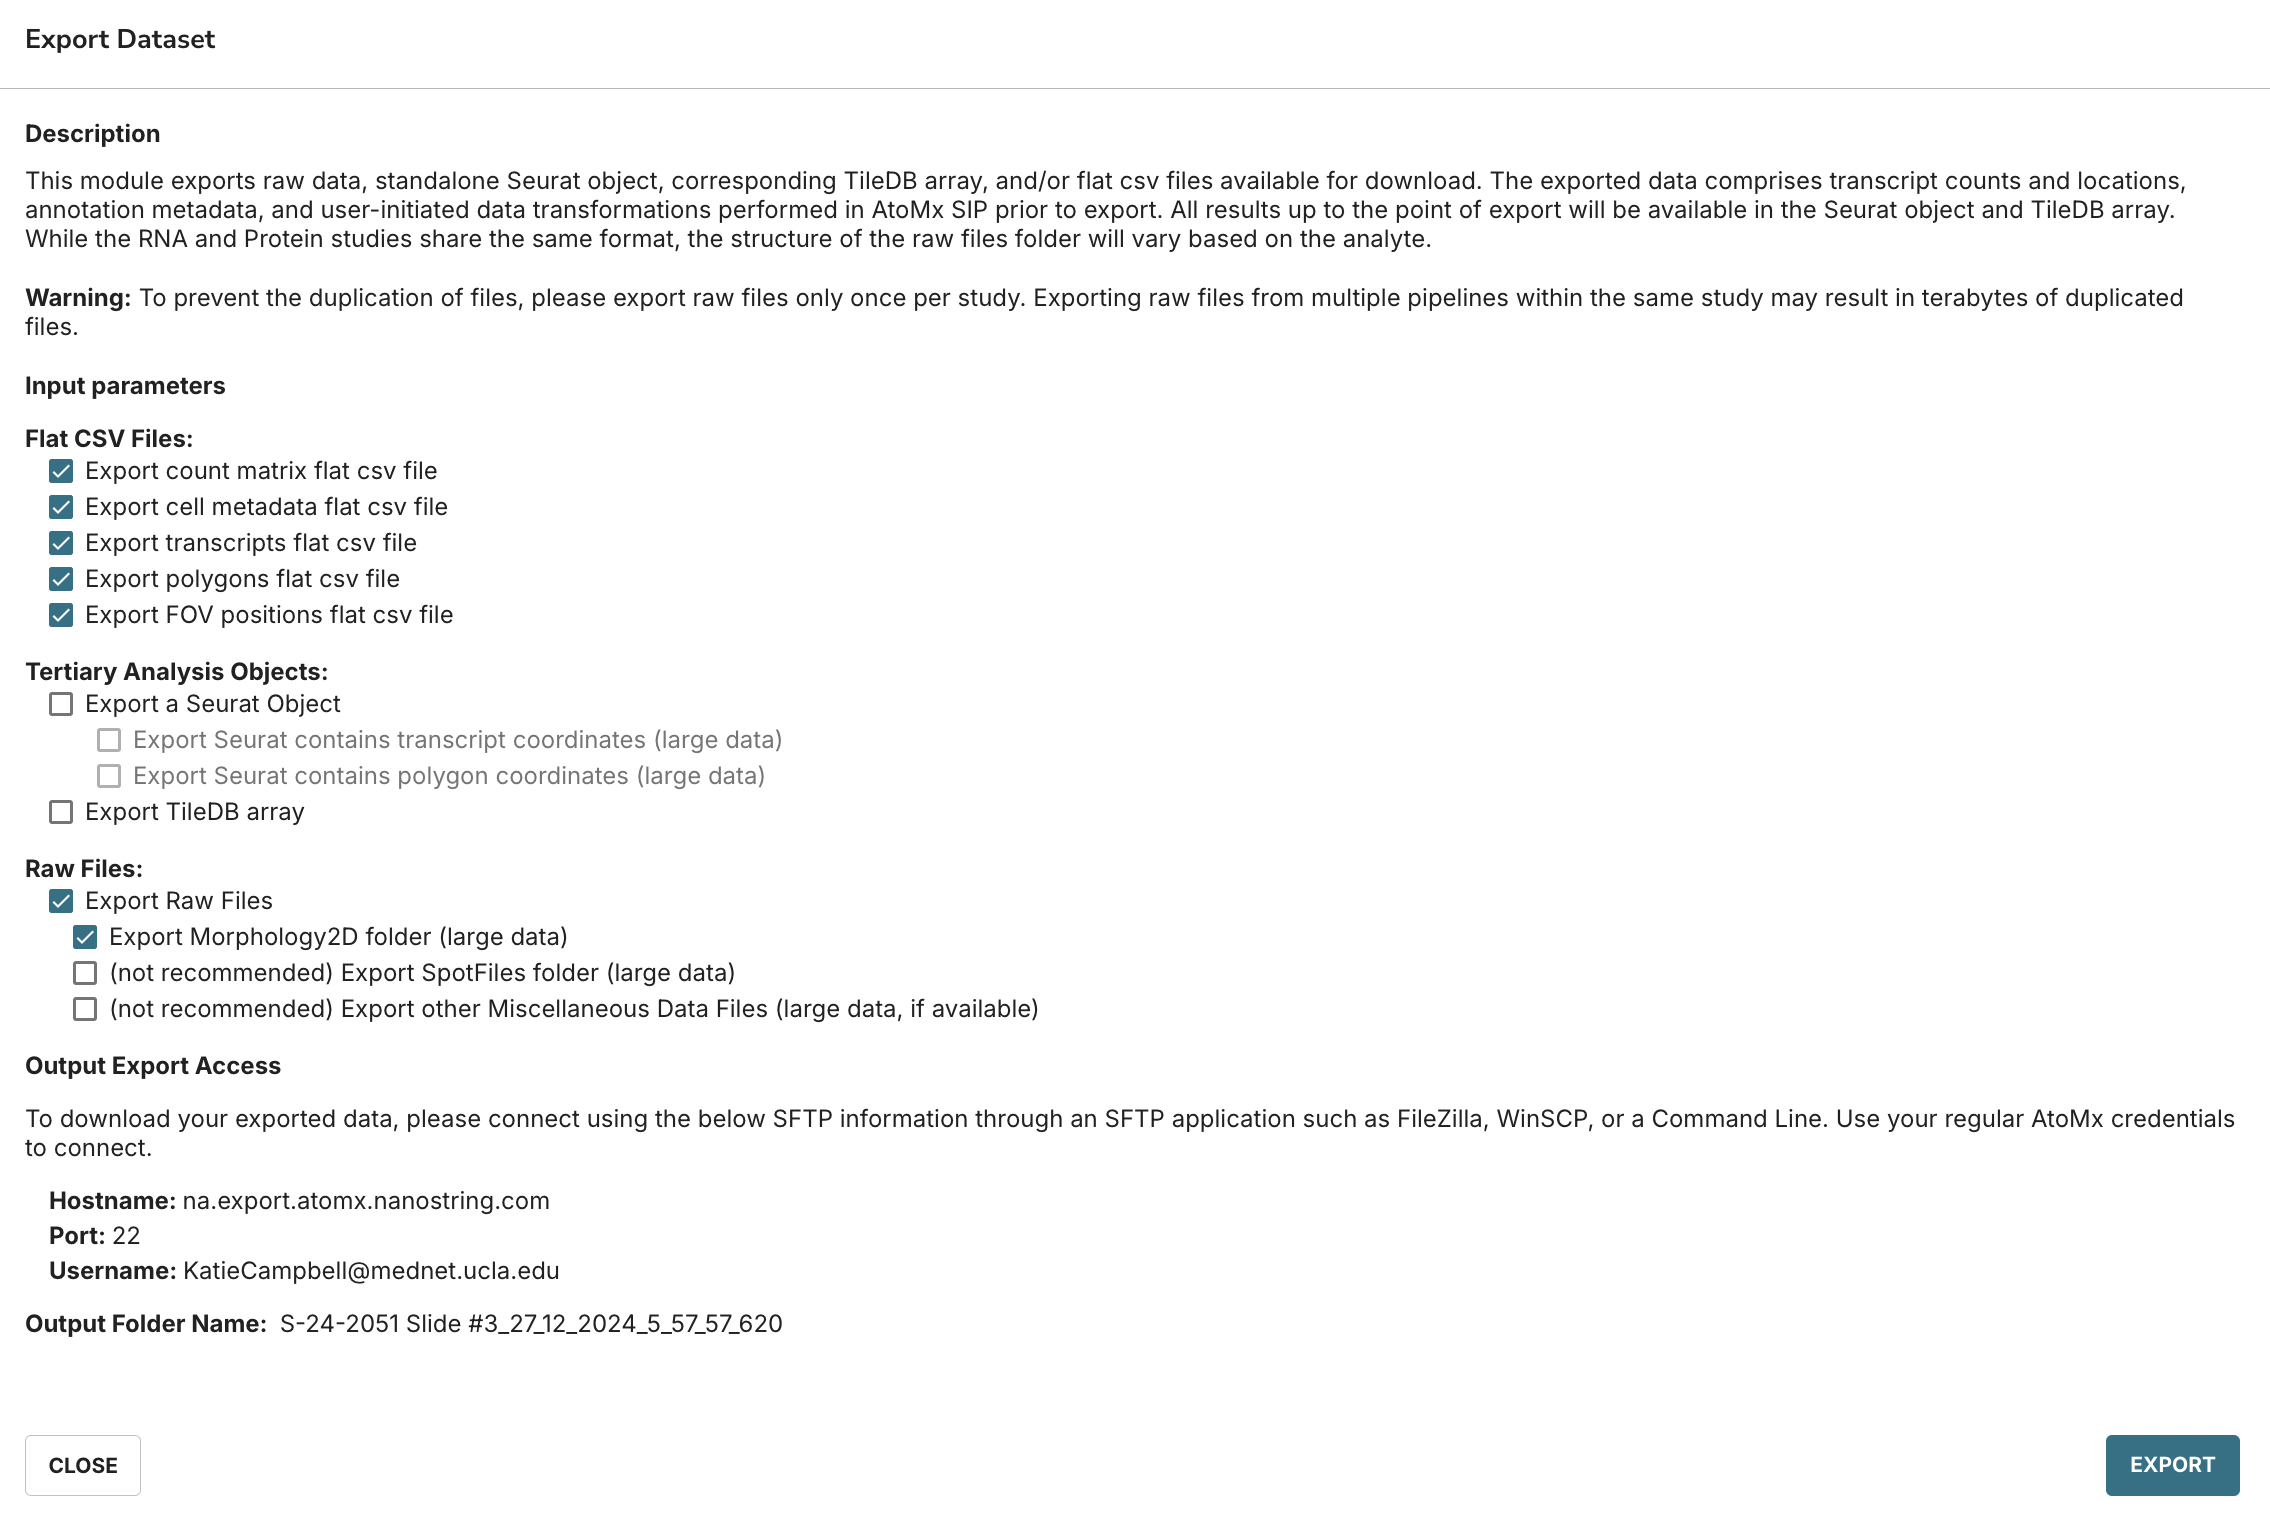 Export Dataset
Description
This module exports raw data, standalone Seurat object, corresponding TileDB array, and/or flat csv files available for download. The exported data comprises transcript counts and locations,
annotation metadata, and user-initiated data transformations performed in AtoMx SIP prior to export. All results up to the point of export will be available in the Seurat object and TileDB array.
While the RNA and Protein studies share the same format, the structure of the raw files folder will vary based on the analyte.
Warning: To prevent the duplication of files, please export raw files only once per study. Exporting raw files from multiple pipelines within the same study may result in terabytes of duplicated
files.
Input parameters
Flat CSV Files:
Export count matrix flat csv file
Export cell metadata flat csv file
Export transcripts flat csv file
Export polygons flat csv file
Export FOV positions flat csv file
Tertiary Analysis Objects:
Export a Seurat Object
Export Seurat contains transcript coordinates (large data)
Export Seurat contains polygon coordinates (large data)
Export TileDB array
Raw Files:
Export Raw Files
Export Morphology2D folder (large data)
(not recommended) Export SpotFiles folder (large data)
(not recommended) Export other Miscellaneous Data Files (large data, if available)
Output Export Access
To download your exported data, please connect using the below SFTP information through an SFTP application such as FileZilla, WinSCP, or a Command Line. Use your regular AtoMx credentials
to connect.
Hostname: na.export.atomx.nanostring.com
Port: 22
Username: KatieCampbell@mednet.ucla.edu
Output Folder Name: S-24-2051 Slide #3_27_12_2024_5_57_57_620
CLOSE
EXPORT